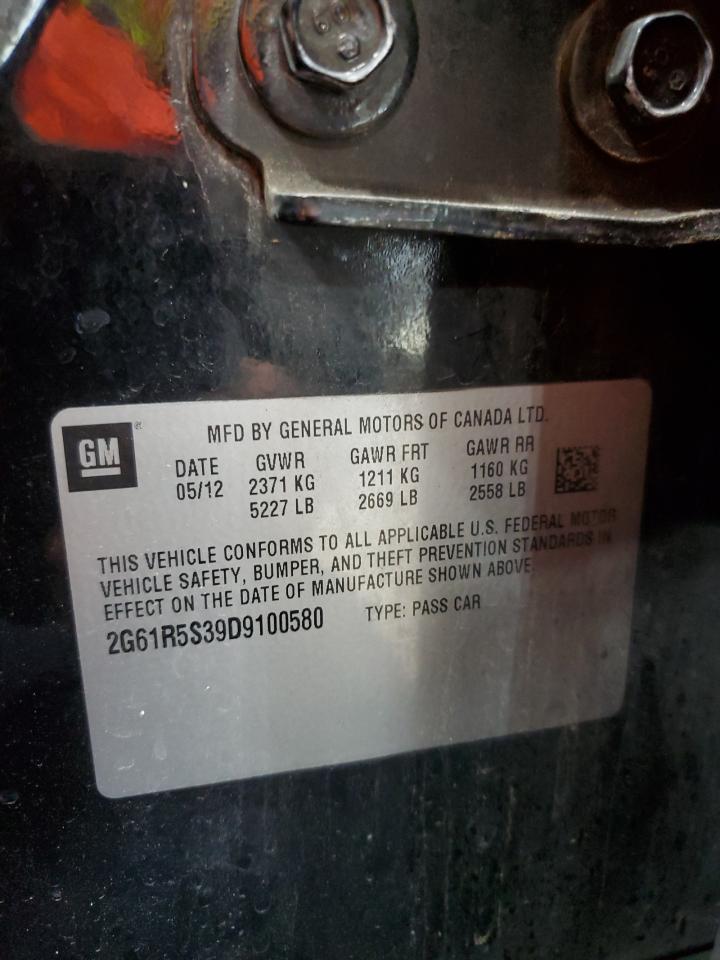 GM
MFD BY GENERAL MOTORS OF CANADA LTD.
DATE GVWR GAWR FRT GAWR RR
05/12 2371 KG 1211 KG 1160 KG
5227 LB 2669 LB 2558 LB
THIS VEHICLE CONFORMS TO ALL APPLICABLE U.S. FEDERAL MOTOR
VEHICLE SAFETY, BUMPER, AND THEFT PREVENTION STANDARDS IN
EFFECT ON THE DATE OF MANUFACTURE SHOWN ABOVE.
2G61R5S39D9100580 TYPE: PASS CAR